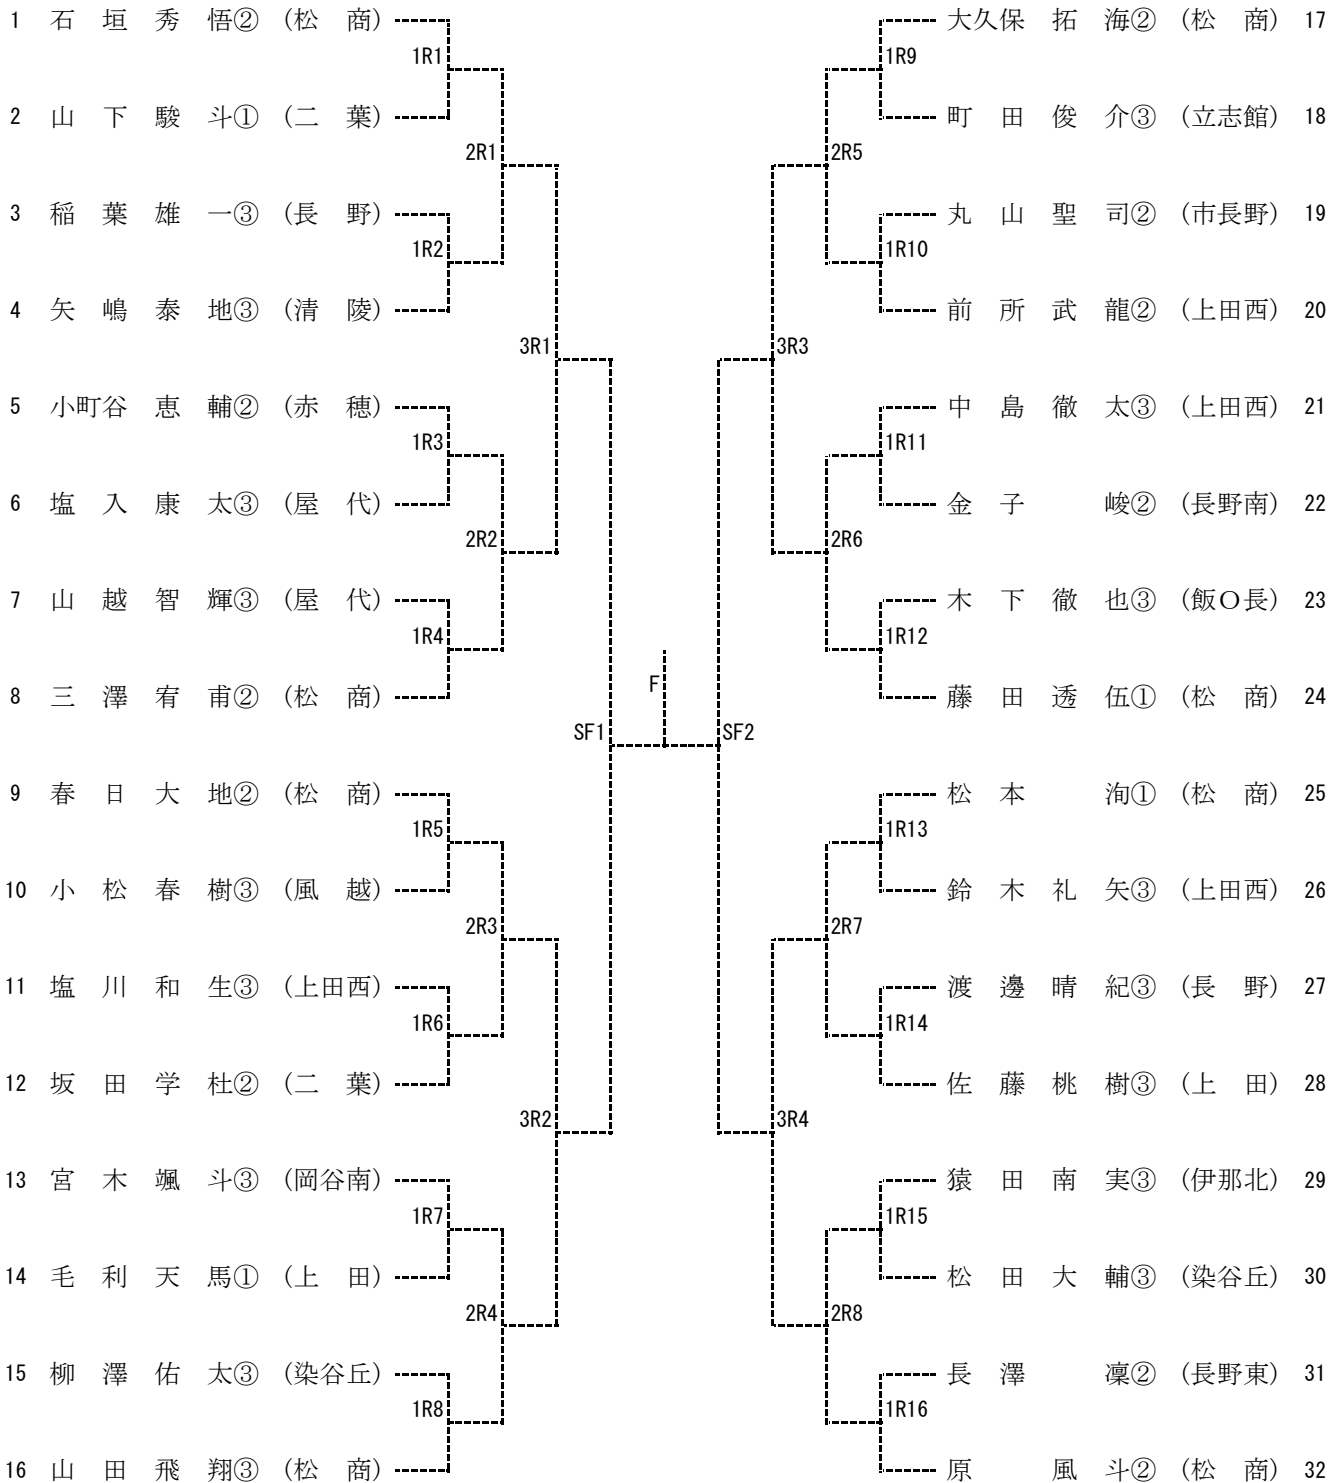 1 石 垣 秀 悟② (松 商)
1R1
2 山 下 駿 斗① (二 葉)
2R1
3 稲 葉 雄 一③ (長 野)
1R2
4 矢 嶋 泰 地③ (清 陵)
3R1
5 小町谷 恵 輔② (赤 穂)
1R3
6 塩 入 康 太③ (屋 代)
2R2
7 山 越 智 輝③ (屋 代)
1R4
8 三 澤 宥 甫② (松 商)
SF1
9 春 日 大 地② (松 商)
1R5
10 小 松 春 樹③ (風 越)
2R3
11 塩 川 和 生③ (上田西)
1R6
12 坂 田 学 杜② (二 葉)
3R2
13 宮 木 颯 斗③ (岡谷南)
1R7
14 毛 利 天 馬① (上 田)
2R4
15 柳 澤 佑 太③ (染谷丘)
1R8
16 山 田 飛 翔③ (松 商)
F
大久保 拓 海② (松 商) 17
1R9
町 田 俊 介③ (立志館) 18
2R5
丸 山 聖 司② (市長野) 19
1R10
前 所 武 龍② (上田西) 20
3R3
中 島 徹 太③ (上田西) 21
1R11
金 子 峻② (長野南) 22
2R6
木 下 徹 也③ (飯O長) 23
1R12
藤 田 透 伍① (松 商) 24
SF2
松 本 洵① (松 商) 25
1R13
鈴 木 礼 矢③ (上田西) 26
2R7
渡 邊 晴 紀③ (長 野) 27
1R14
佐 藤 桃 樹③ (上 田) 28
3R4
猿 田 南 実③ (伊那北) 29
1R15
松 田 大 輔③ (染谷丘) 30
2R8
長 澤 凜② (長野東) 31
1R16
原 風 斗② (松 商) 32